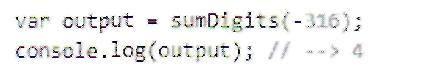 var output = sumDigits(-316);
console.log(output); // --> 4